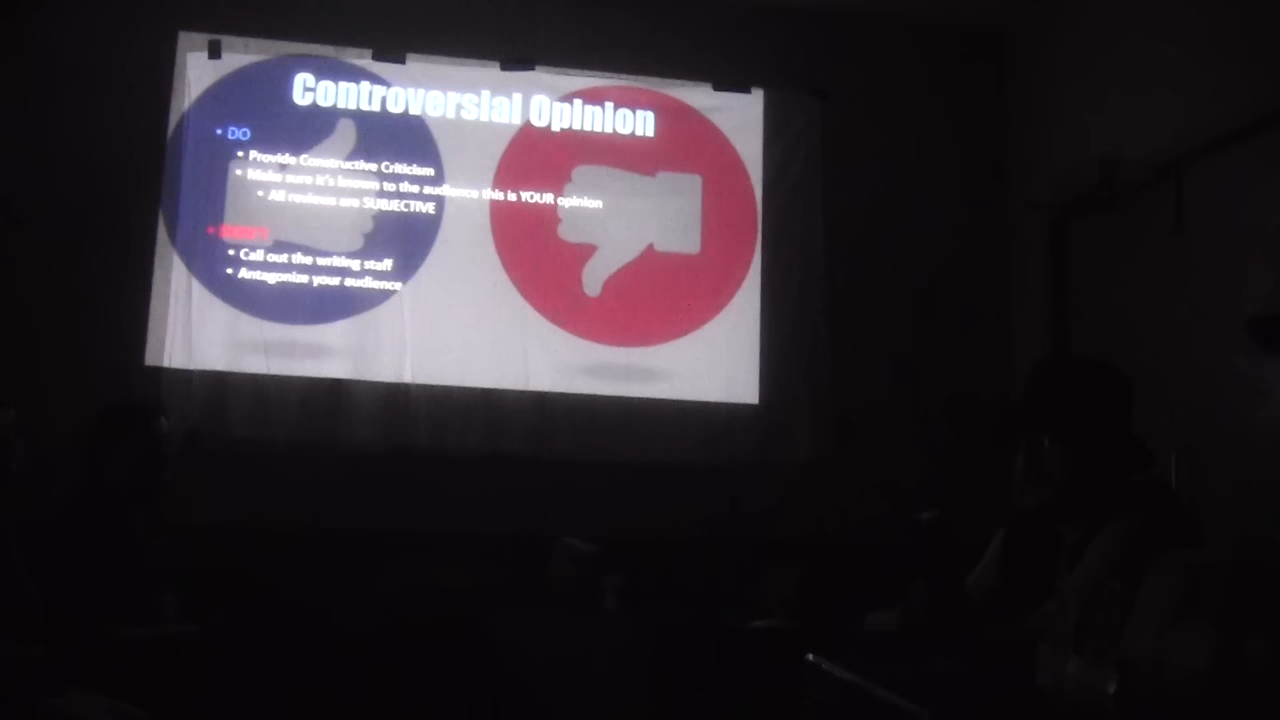 Controversial Opinion
• DO
• Provide Constructive Criticism
• Make sure it's known to the audience this is YOUR opinion
• All reviews are SUBJECTIVE
• Call out the writing staff
• Antagonize your audience